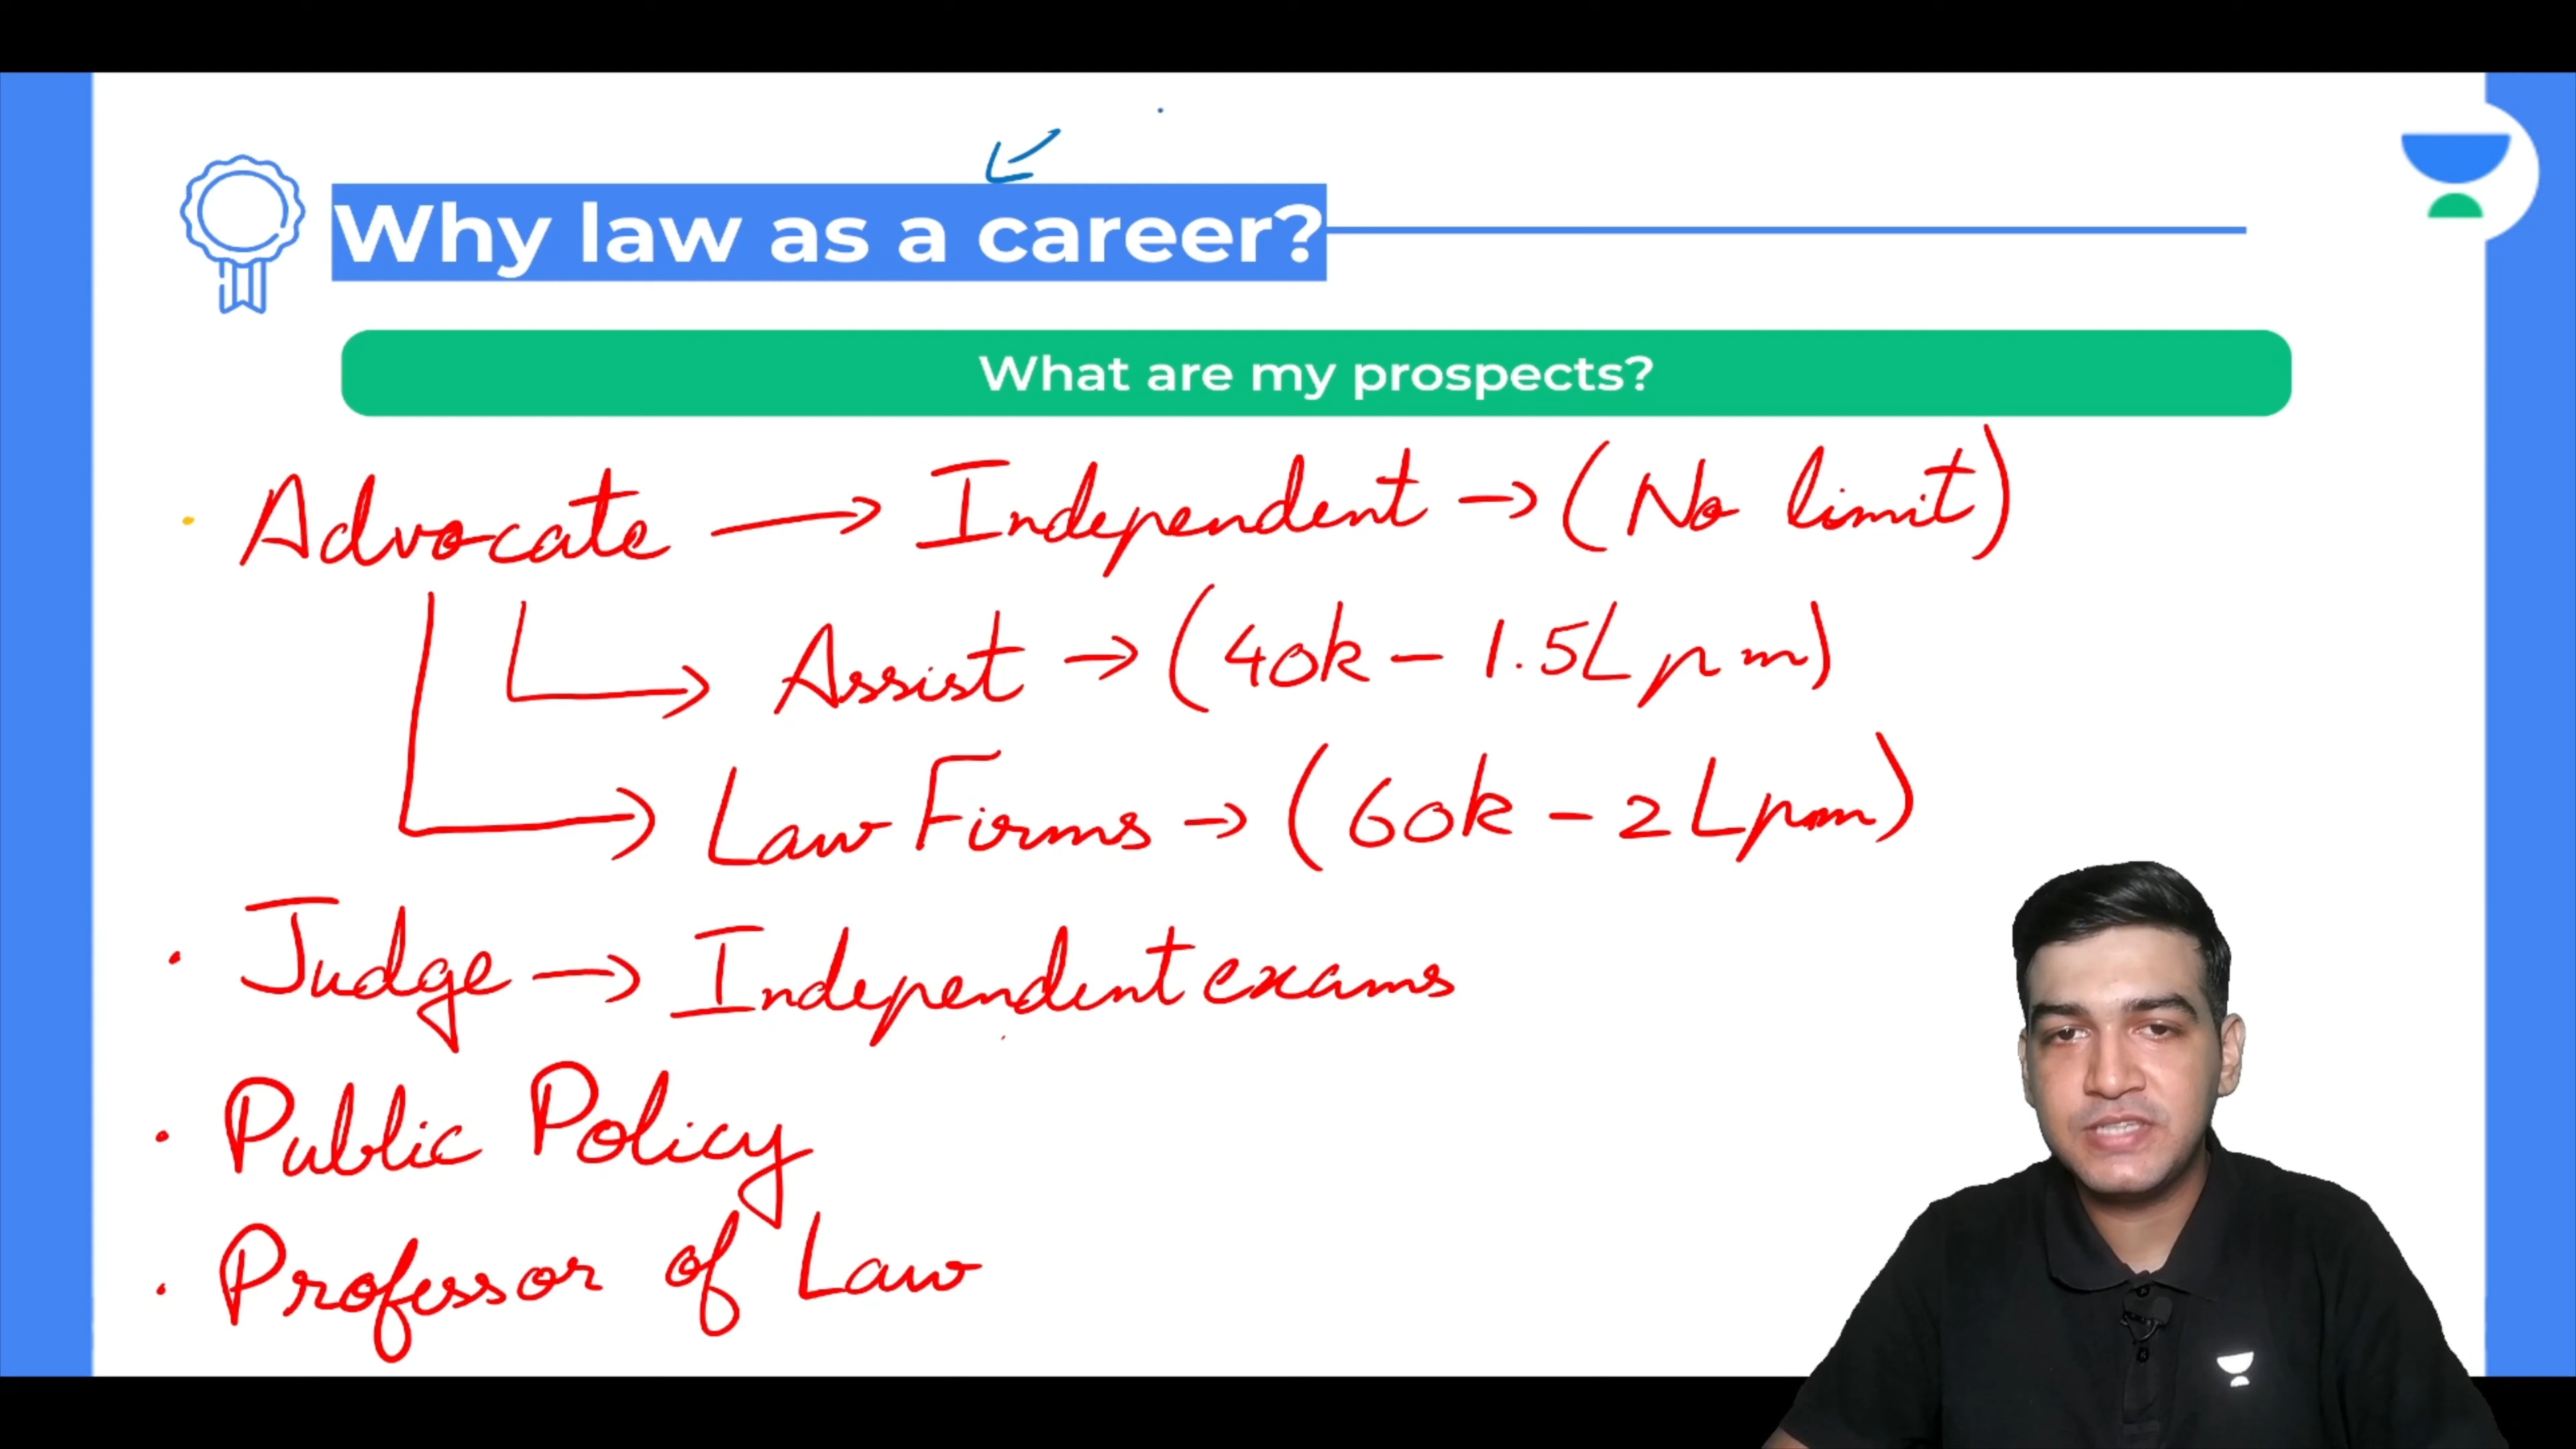 Why law as a career?
What are my prospects?
. Advocate → Independent → (No limit)
→ Assist → (40k - 1.5L pm)
→ Law Firms → (60k - 2L pm)
. Judge → Independent exams
. Public Policy
. Professor of Law